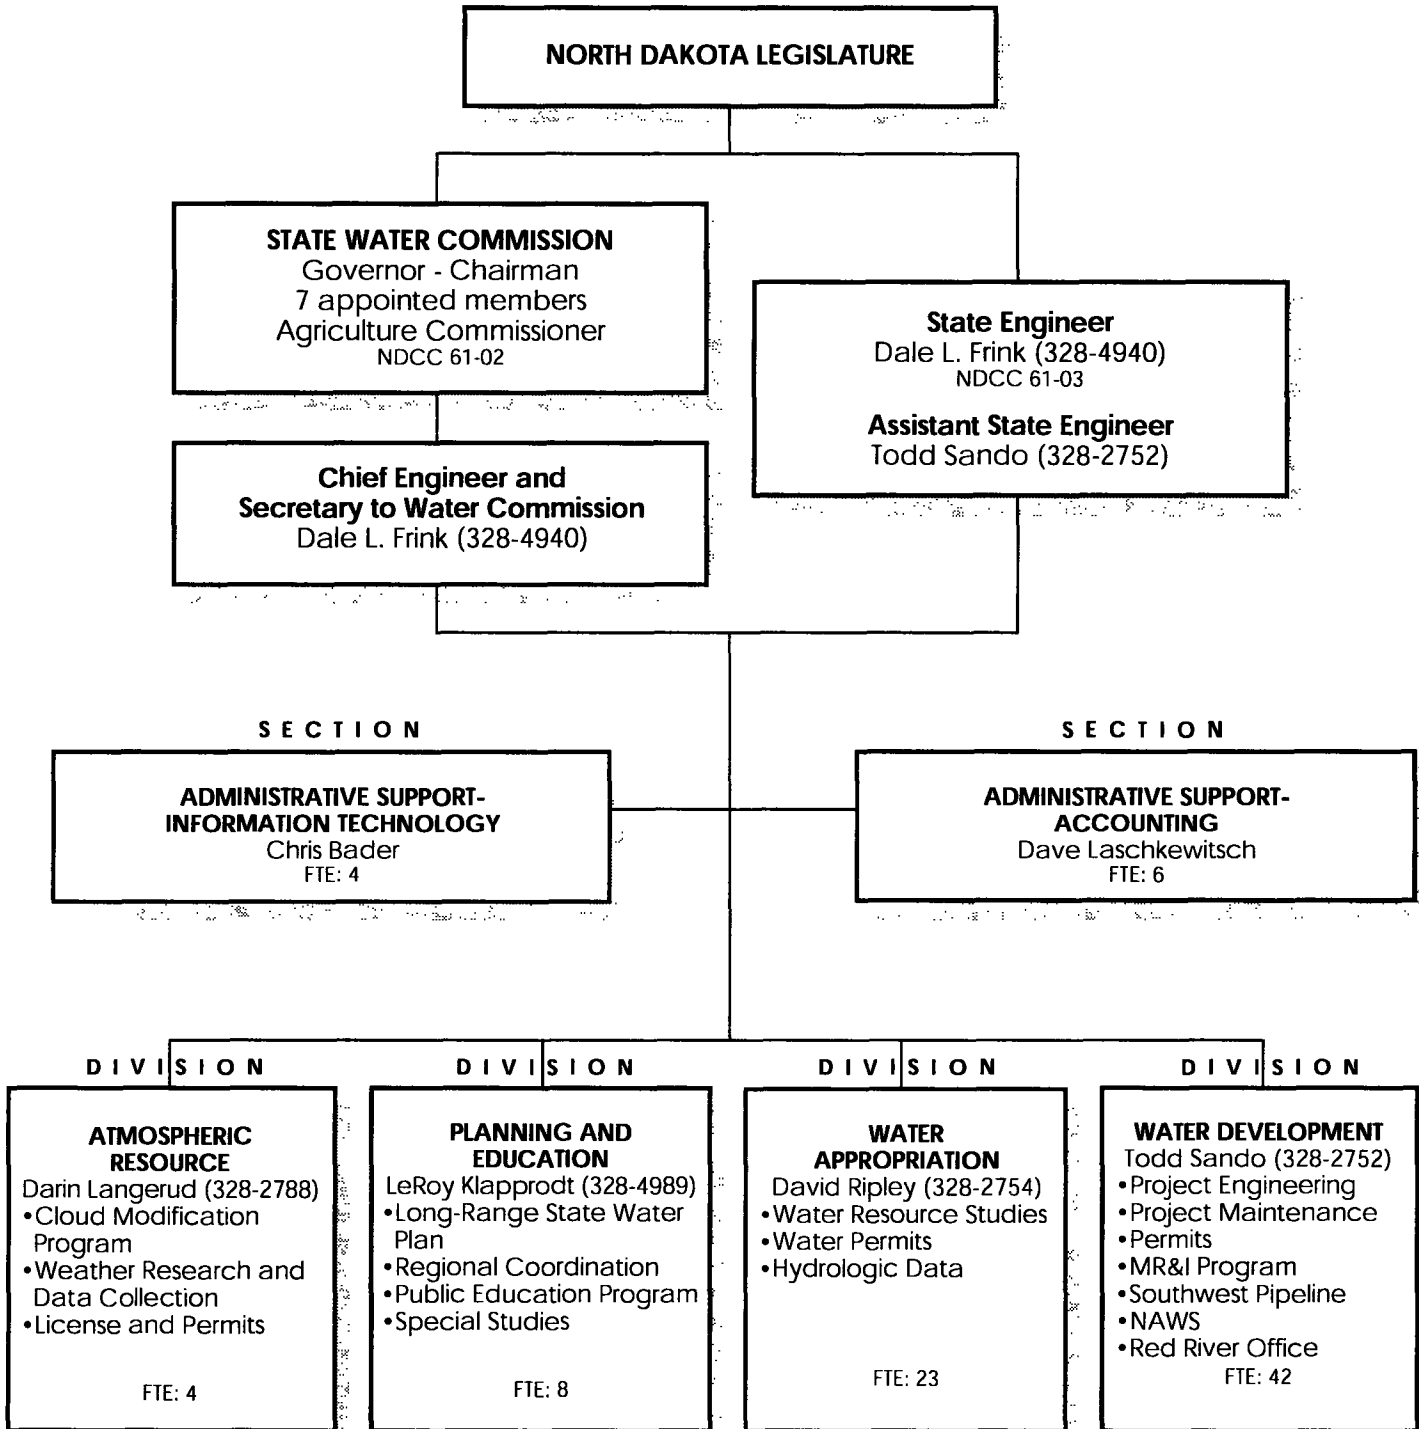 NORTH DAKOTA LEGISLATURE
STATE WATER COMMISSION
Governor - Chairman
7 appointed members
Agriculture Commissioner
NDCC 61-02
State Engineer
Dale L. Frink (328-4940)
NDCC 61-03
Assistant State Engineer
Todd Sando (328-2752)
Chief Engineer and
Secretary to Water Commission
Dale L. Frink (328-4940)
SECTION
ADMINISTRATIVE SUPPORT-
INFORMATION TECHNOLOGY
Chris Bader
FTE: 4
SECTION
ADMINISTRATIVE SUPPORT-
ACCOUNTING
Dave Laschkewitsch
FTE: 6
DIVISION
ATMOSPHERIC
RESOURCE
Darin Langerud (328-2788)
•Cloud Modification
Program
•Weather Research and
Data Collection
•License and Permits
FTE: 4
DIVISION
PLANNING AND
EDUCATION
LeRoy Klapprodt (328-4989)
•Long-Range State Water
Plan
•Regional Coordination
•Public Education Program
•Special Studies
FTE: 8
DIVISION
WATER
APPROPRIATION
David Ripley (328-2754)
•Water Resource Studies
•Water Permits
•Hydrologic Data
FTE: 23
DIVISION
WATER DEVELOPMENT
Todd Sando (328-2752)
•Project Engineering
•Project Maintenance
•Permits
•MR&I Program
•Southwest Pipeline
•NAWS
•Red River Office
FTE: 42